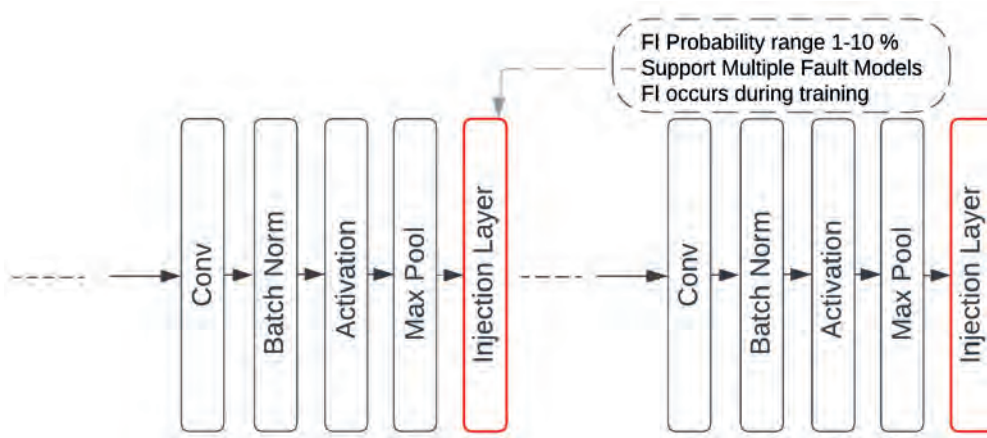 FI Probability range 1-10 %
Support Multiple Fault Models
FI occurs during training
Conv
Batch Norm
Activation
Max Pool
Injection Layer
Conv
Batch Norm
Activation
Max Pool
Injection Layer